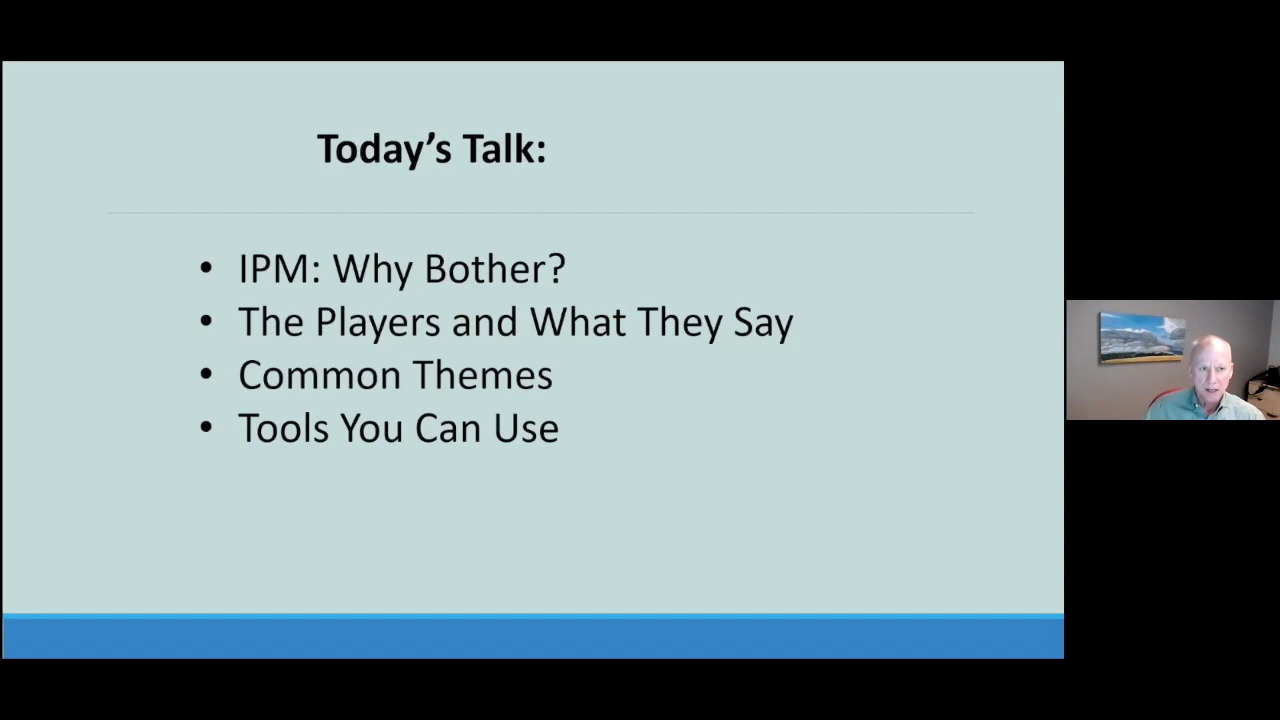 Today’s Talk:
• IPM: Why Bother?
• The Players and What They Say
• Common Themes
• Tools You Can Use